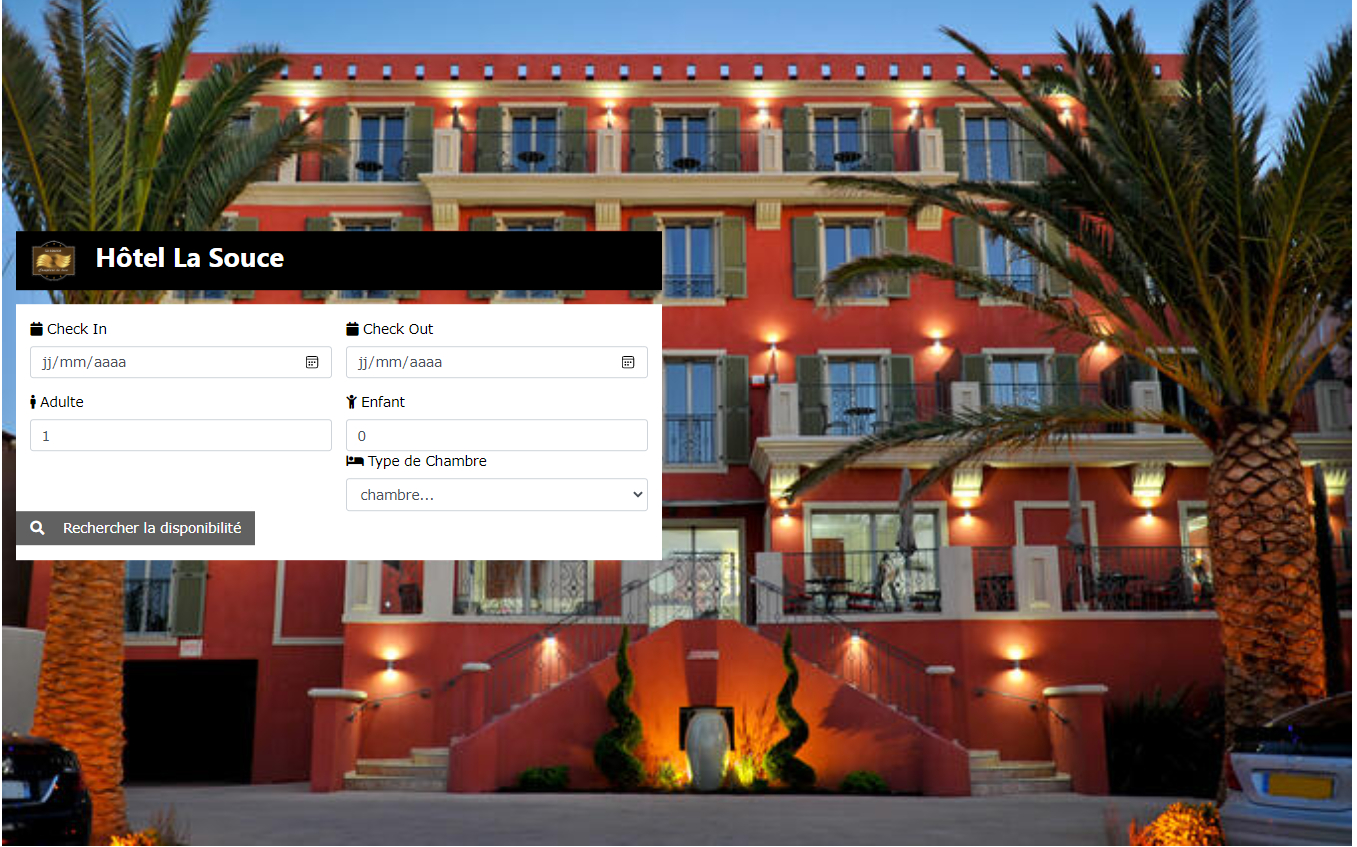 Hôtel La Souce
Check In
Check Out
jj/mm/aaaa
jj/mm/aaaa
Adulte
Enfant
1
0
Type de Chambre
chambre...
Rechercher la disponibilité